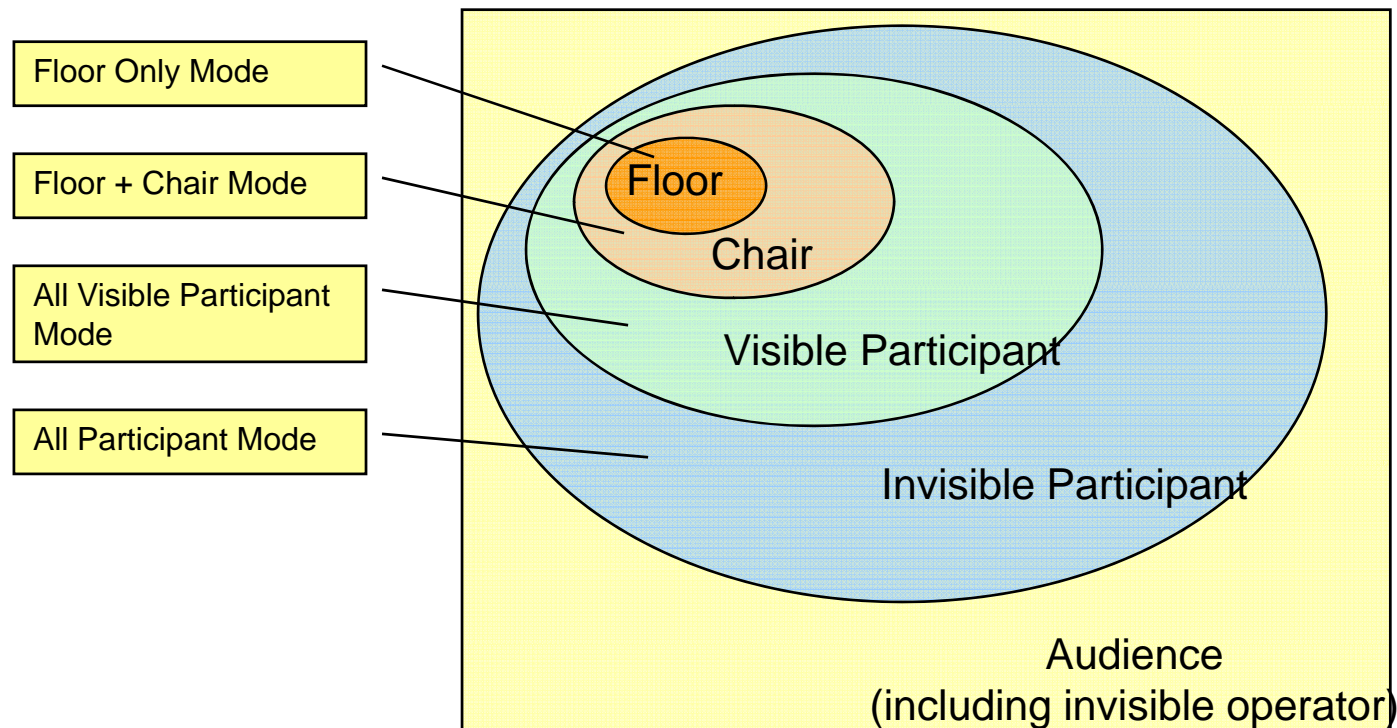 Floor Only Mode
Floor + Chair Mode
All Visible Participant
Mode
All Participant Mode
Floor
Chair
Visible Participant
Invisible Participant
Audience
(including invisible operator)